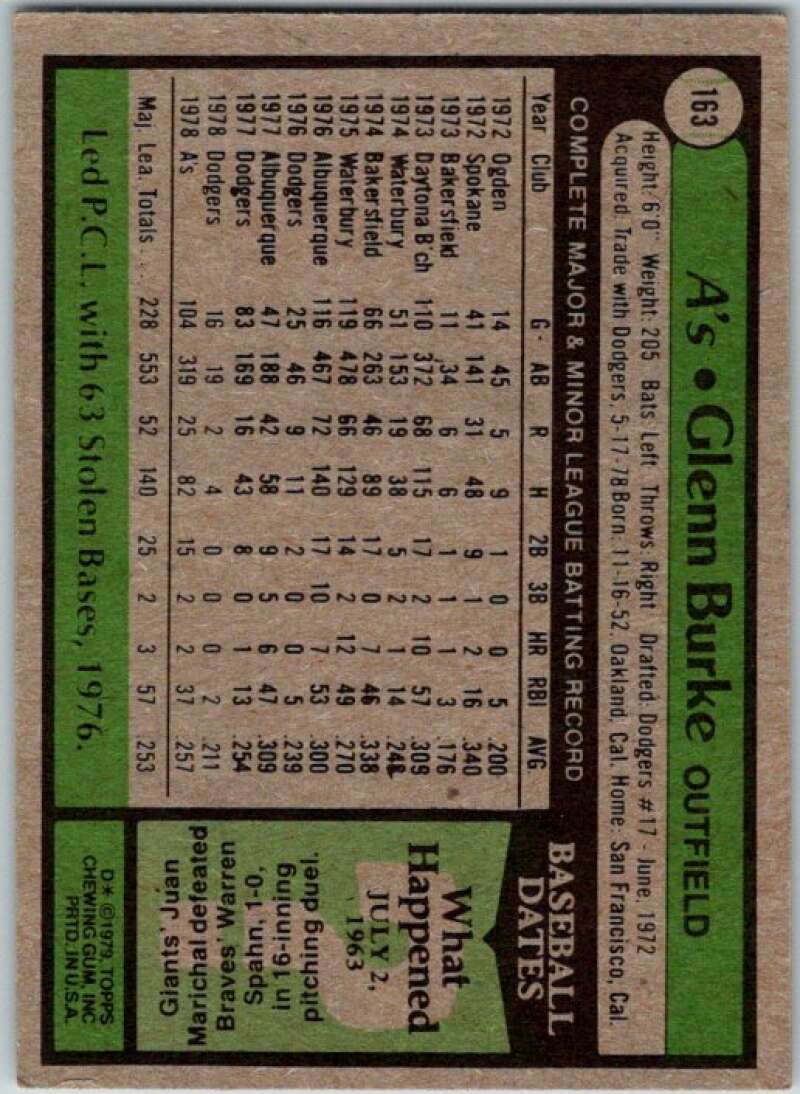 163
A's • Glenn Burke OUTFIELD
Height: 6'0" Weight: 205 Bats: Left Throws: Right Drafted: Dodgers #17 - June, 1972
Acquired: Trade with Dodgers, 5-17-78 Born: 11-16-52, Oakland, Cal. Home: San Francisco, Cal.
COMPLETE MAJOR & MINOR LEAGUE BATTING RECORD
Year Club G AB R H 2B 3B HR RBI AVG
1972 Ogden 14 45 5 9 1 0 0 5 .200
1972 Spokane 41 141 31 48 9 1 2 16 .340
1973 Bakersfield 11 34 6 6 1 1 1 3 .176
1973 Daytona B'ch 110 372 68 115 17 2 10 57 .309
1974 Waterbury 51 153 19 38 5 2 1 14 .248
1974 Bakersfield 66 263 46 89 17 0 7 46 .338
1975 Waterbury 119 478 66 129 14 2 12 49 .270
1976 Albuquerque 116 467 72 140 17 10 7 53 .300
1976 Dodgers 25 46 9 11 2 0 0 5 .239
1977 Albuquerque 47 188 42 58 9 5 6 47 .309
1977 Dodgers 83 169 16 43 8 0 1 13 .254
1978 Dodgers 16 19 2 4 0 0 0 2 .211
1978 A's 104 319 25 82 15 2 2 37 .257
Maj. Lea. Totals . . . 228 553 52 140 25 2 3 57 .253
Led P.C.L. with 63 Stolen Bases, 1976.
BASEBALL
DATES
What
Happened
JULY 2,
1963
Giants' Juan
Marichal defeated
Braves' Warren
Spahn, 1-0,
in 16-inning
pitching duel.
D* ©1979, TOPPS
CHEWING GUM, INC
PRTD. IN U.S.A.